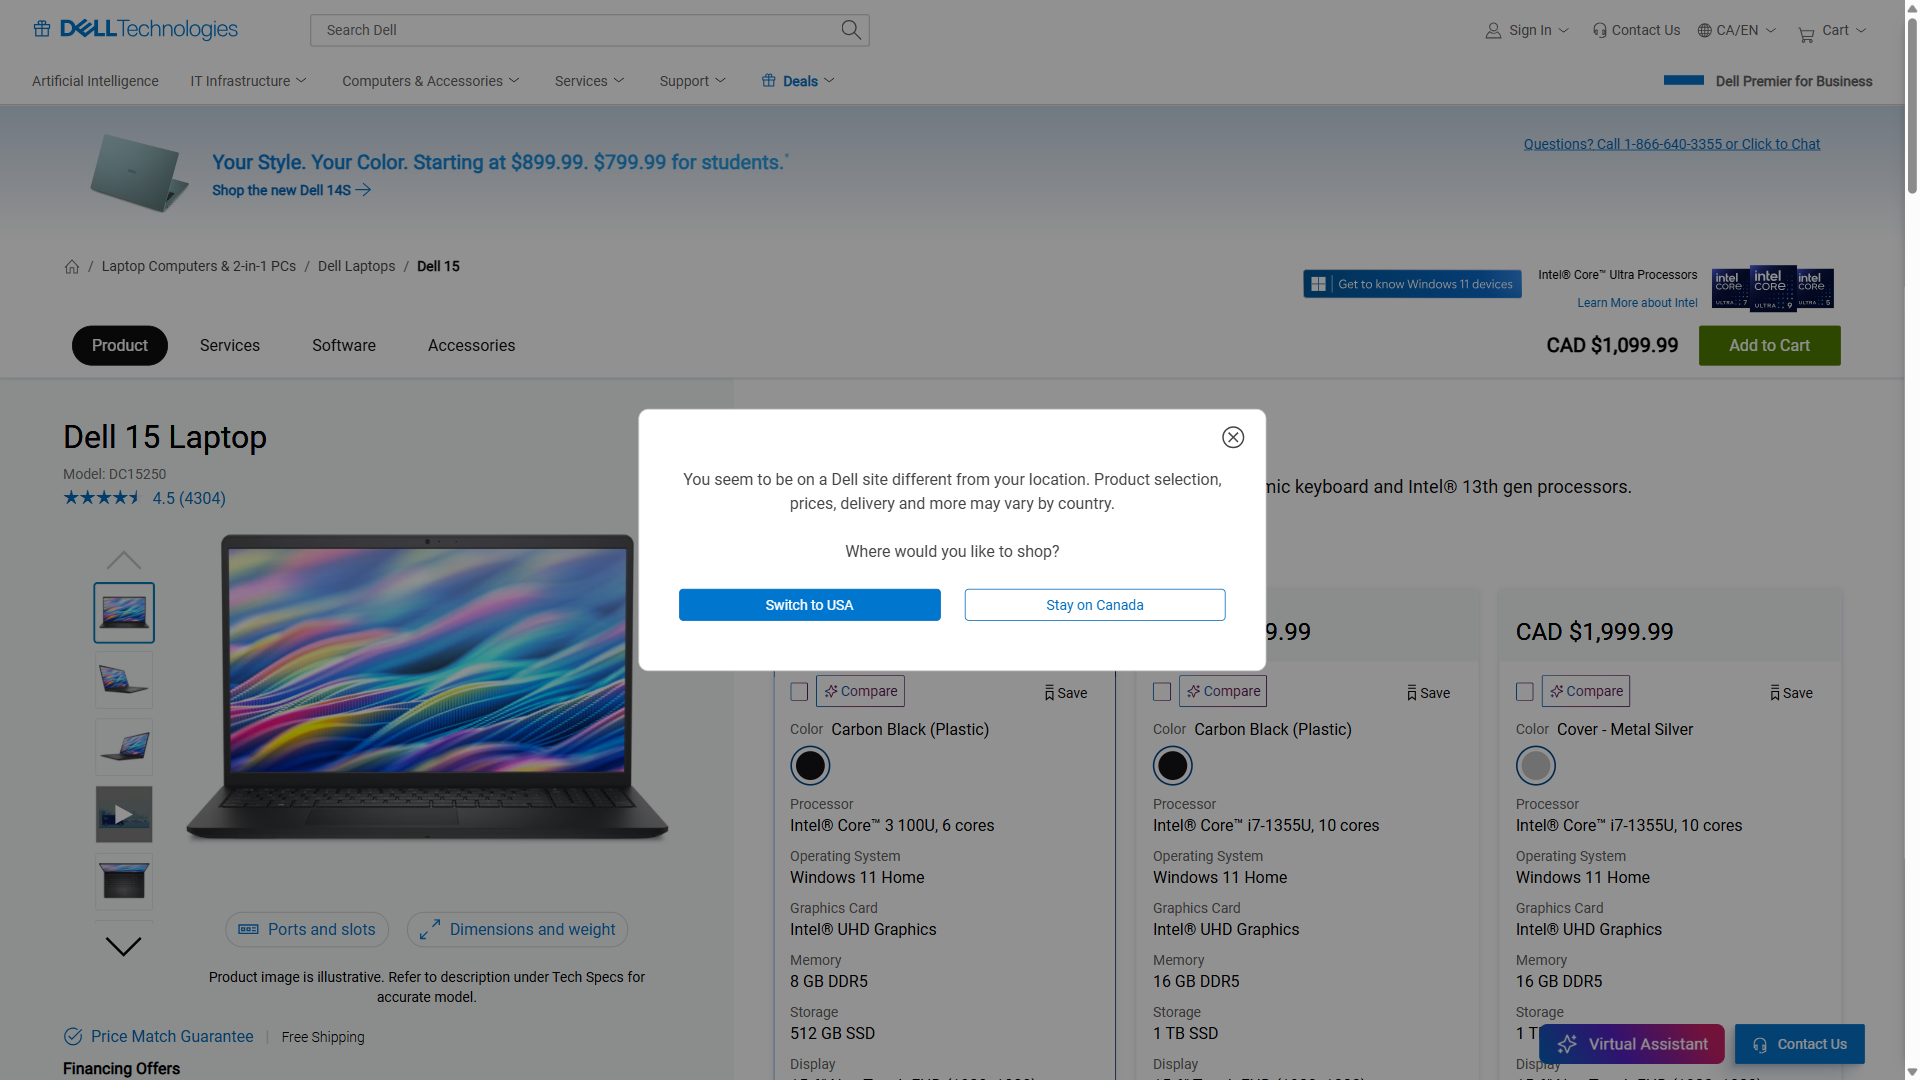 DELL Technologies
Search Dell
Sign In
Contact Us
CA/EN
Cart
Artificial Intelligence
IT Infrastructure
Computers & Accessories
Services
Support
Deals
Dell Premier for Business
Your Style. Your Color. Starting at $899.99. $799.99 for students.*
Shop the new Dell 14S
Questions? Call 1-866-640-3355 or Click to Chat
/ Laptop Computers & 2-in-1 PCs / Dell Laptops / Dell 15
Get to know Windows 11 devices
Intel® Core™ Ultra Processors
Learn More about Intel
intel CORE ULTRA 7
intel CORE ULTRA 9
intel CORE ULTRA 5
Product
Services
Software
Accessories
CAD $1,099.99
Add to Cart
Dell 15 Laptop
Model: DC15250
4.5 (4304)
You seem to be on a Dell site different from your location. Product selection,
prices, delivery and more may vary by country.
Where would you like to shop?
Switch to USA
Stay on Canada
keyboard and Intel® 13th gen processors.
9.99
CAD $1,999.99
Compare
Save
Color Carbon Black (Plastic)
Processor
Intel® Core™ 3 100U, 6 cores
Operating System
Windows 11 Home
Graphics Card
Intel® UHD Graphics
Memory
8 GB DDR5
Storage
512 GB SSD
Display
Compare
Save
Color Carbon Black (Plastic)
Processor
Intel® Core™ i7-1355U, 10 cores
Operating System
Windows 11 Home
Graphics Card
Intel® UHD Graphics
Memory
16 GB DDR5
Storage
1 TB SSD
Display
Compare
Save
Color Cover - Metal Silver
Processor
Intel® Core™ i7-1355U, 10 cores
Operating System
Windows 11 Home
Graphics Card
Intel® UHD Graphics
Memory
16 GB DDR5
Storage
Display
Ports and slots
Dimensions and weight
Product image is illustrative. Refer to description under Tech Specs for
accurate model.
Price Match Guarantee
Free Shipping
Financing Offers
Virtual Assistant
Contact Us